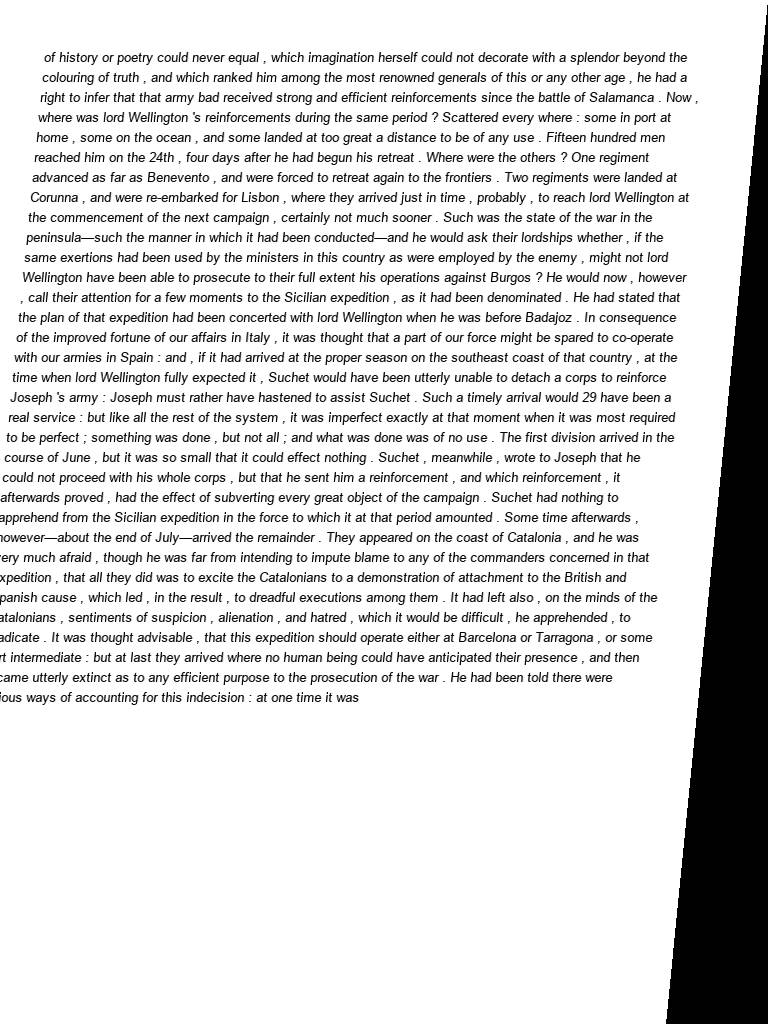 of history or poetry could never equal , which imagination herself could not decorate with a splendor beyond the
colouring of truth , and which ranked him among the most renowned generals of this or any other age , he had a
right to infer that that army bad received strong and efficient reinforcements since the battle of Salamanca . Now ,
where was lord Wellington 's reinforcements during the same period ? Scattered every where : some in port at
home , some on the ocean , and some landed at too great a distance to be of any use . Fifteen hundred men
reached him on the 24th , four days after he had begun his retreat . Where were the others ? One regiment
advanced as far as Benevento , and were forced to retreat again to the frontiers . Two regiments were landed at
Corunna , and were re-embarked for Lisbon , where they arrived just in time , probably , to reach lord Wellington at
the commencement of the next campaign , certainly not much sooner . Such was the state of the war in the
peninsula—such the manner in which it had been conducted—and he would ask their lordships whether , if the
same exertions had been used by the ministers in this country as were employed by the enemy , might not lord
Wellington have been able to prosecute to their full extent his operations against Burgos ? He would now , however
, call their attention for a few moments to the Sicilian expedition , as it had been denominated . He had stated that
the plan of that expedition had been concerted with lord Wellington when he was before Badajoz . In consequence
of the improved fortune of our affairs in Italy , it was thought that a part of our force might be spared to co-operate
with our armies in Spain : and , if it had arrived at the proper season on the southeast coast of that country , at the
time when lord Wellington fully expected it , Suchet would have been utterly unable to detach a corps to reinforce
Joseph 's army : Joseph must rather have hastened to assist Suchet . Such a timely arrival would 29 have been a
real service : but like all the rest of the system , it was imperfect exactly at that moment when it was most required
to be perfect ; something was done , but not all ; and what was done was of no use . The first division arrived in the
course of June , but it was so small that it could effect nothing . Suchet , meanwhile , wrote to Joseph that he
could not proceed with his whole corps , but that he sent him a reinforcement , and which reinforcement , it
afterwards proved , had the effect of subverting every great object of the campaign . Suchet had nothing to
apprehend from the Sicilian expedition in the force to which it at that period amounted . Some time afterwards ,
however—about the end of July—arrived the remainder . They appeared on the coast of Catalonia , and he was
very much afraid , though he was far from intending to impute blame to any of the commanders concerned in that
xpedition , that all they did was to excite the Catalonians to a demonstration of attachment to the British and
panish cause , which led , in the result , to dreadful executions among them . It had left also , on the minds of the
atalonians , sentiments of suspicion , alienation , and hatred , which it would be difficult , he apprehended , to
adicate . It was thought advisable , that this expedition should operate either at Barcelona or Tarragona , or some
rt intermediate : but at last they arrived where no human being could have anticipated their presence , and then
came utterly extinct as to any efficient purpose to the prosecution of the war . He had been told there were
ious ways of accounting for this indecision : at one time it was